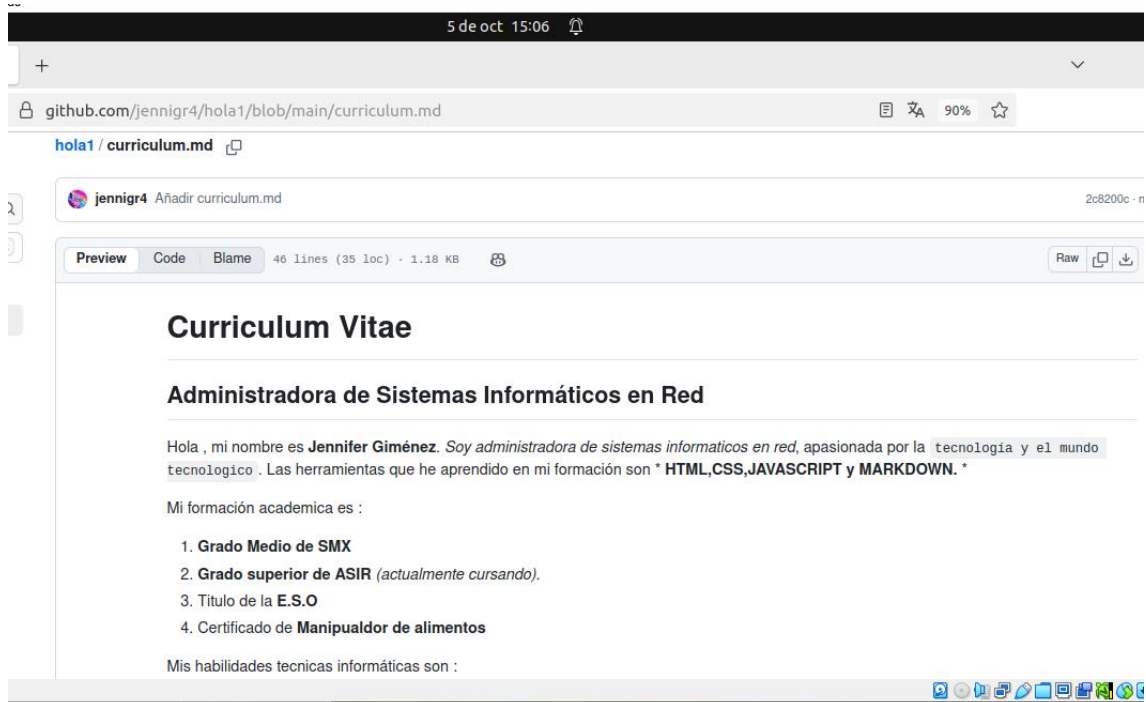 5 de oct 15:06
github.com/jennigr4/hola1/blob/main/curriculum.md
90%
hola1 / curriculum.md
jennigr4 Añadir curriculum.md
2c8200c ·
Preview Code Blame 46 lines (35 loc) · 1.18 KB
Raw
Curriculum Vitae
Administradora de Sistemas Informáticos en Red
Hola , mi nombre es Jennifer Giménez. Soy administradora de sistemas informaticos en red, apasionada por la tecnología y el mundo
tecnologico . Las herramientas que he aprendido en mi formación son * HTML,CSS,JAVASCRIPT y MARKDOWN. *
Mi formación academica es :
1. Grado Medio de SMX
2. Grado superior de ASIR (actualmente cursando).
3. Titulo de la E.S.O
4. Certificado de Manipualdor de alimentos
Mis habilidades tecnicas informáticas son :